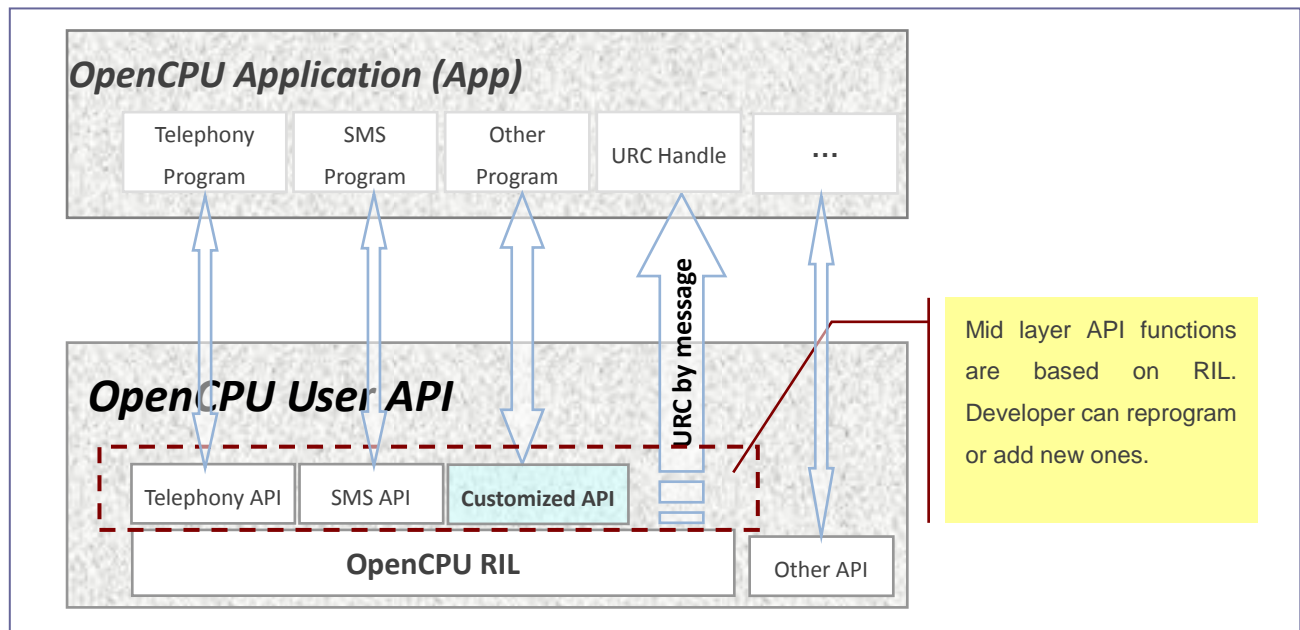 OpenCPU Application (App)
Telephony
Program
SMS
Program
Other
Program
URC Handle
...
URC by message
Mid layer API functions
are based on RIL.
Developer can reprogram
or add new ones.
OpenCPU User API
Telephony API
SMS API
Customized API
OpenCPU RIL
Other API